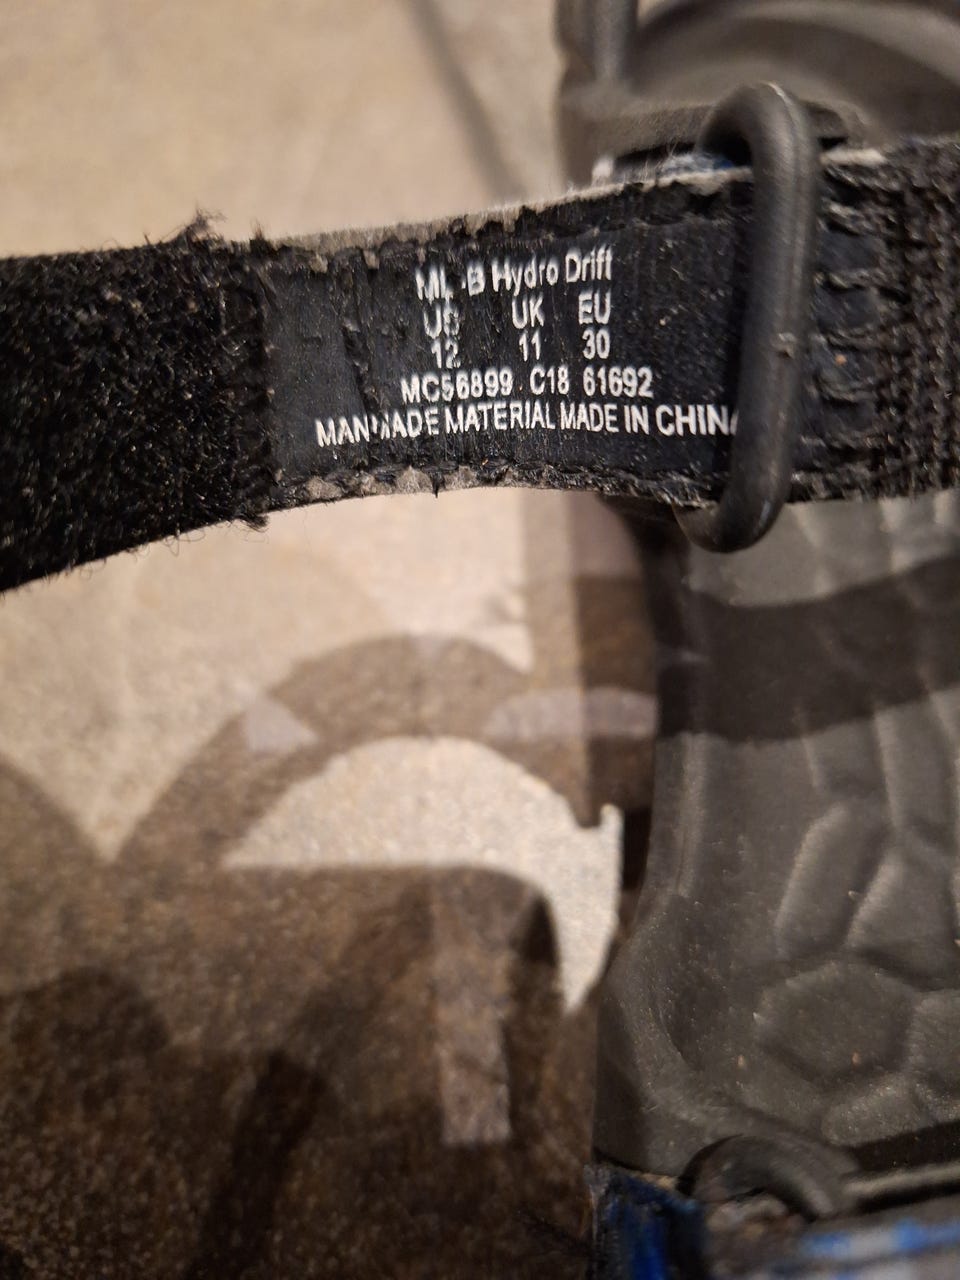 ML-B Hydro Drift
US UK EU
12 11 30
MC56899 C18 61692
MANMADE MATERIAL MADE IN CHINA